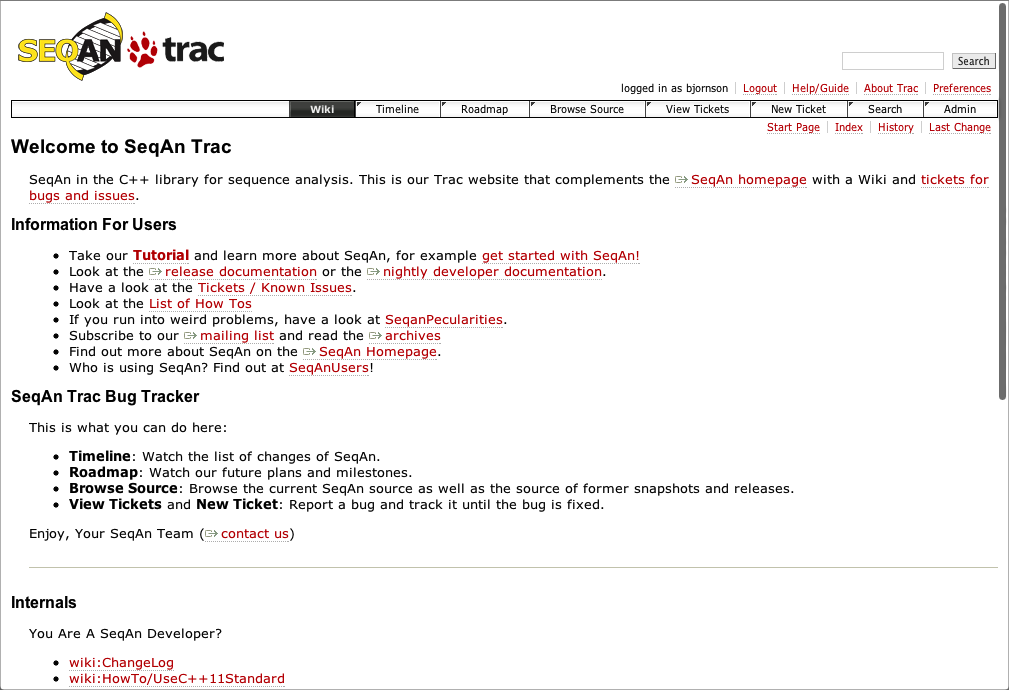 SEQAN trac
Search
logged in as bjornson Logout Help/Guide About Trac Preferences
Wiki Timeline Roadmap Browse Source View Tickets New Ticket Search Admin
Start Page Index History Last Change
Welcome to SeqAn Trac
SeqAn in the C++ library for sequence analysis. This is our Trac website that complements the SeqAn homepage with a Wiki and tickets for
bugs and issues.
Information For Users
Take our Tutorial and learn more about SeqAn, for example get started with SeqAn!
Look at the release documentation or the nightly developer documentation.
Have a look at the Tickets / Known Issues.
Look at the List of How Tos
If you run into weird problems, have a look at SeqanPecularities.
Subscribe to our mailing list and read the archives
Find out more about SeqAn on the SeqAn Homepage.
Who is using SeqAn? Find out at SeqAnUsers!
SeqAn Trac Bug Tracker
This is what you can do here:
Timeline: Watch the list of changes of SeqAn.
Roadmap: Watch our future plans and milestones.
Browse Source: Browse the current SeqAn source as well as the source of former snapshots and releases.
View Tickets and New Ticket: Report a bug and track it until the bug is fixed.
Enjoy, Your SeqAn Team (contact us)
Internals
You Are A SeqAn Developer?
wiki:ChangeLog
wiki:HowTo/UseC++11Standard